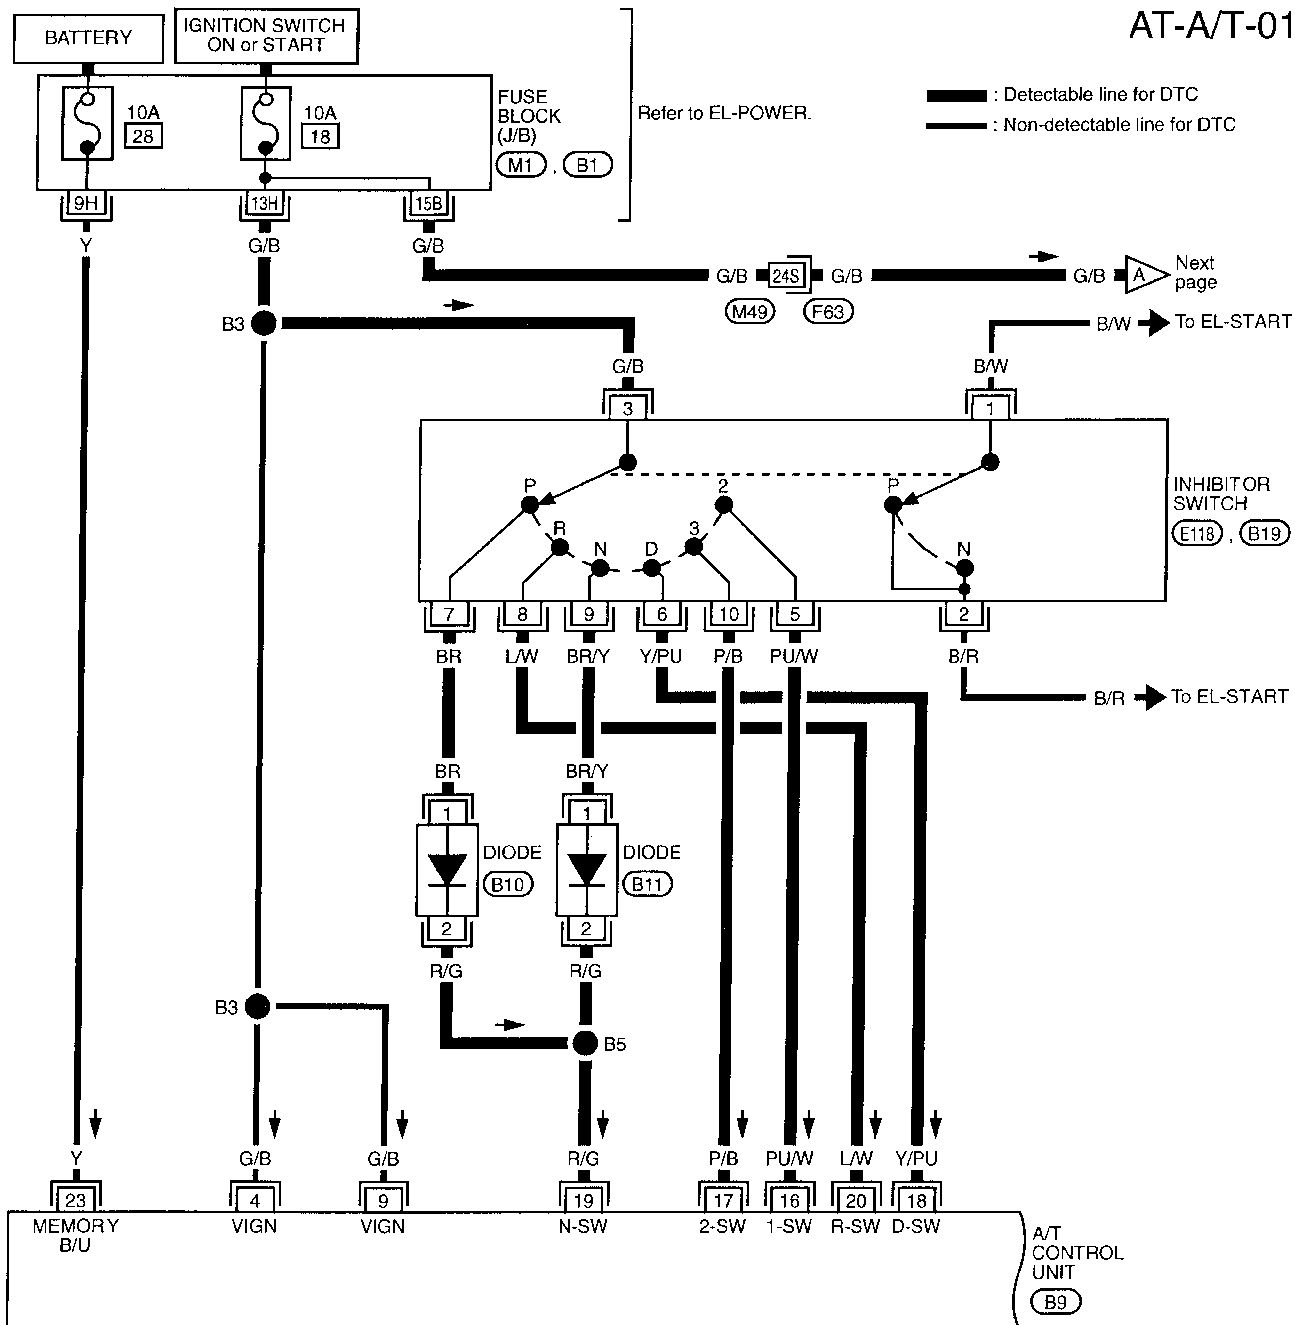 AT-A/T-01
BATTERY
IGNITION SWITCH
ON or START
10A
28
10A
18
FUSE
BLOCK
(J/B)
M1 , B1
Refer to EL-POWER.
: Detectable line for DTC
: Non-detectable line for DTC
9H
13H
15B
Y
G/B
G/B
G/B
24S
G/B
G/B
A
Next
page
M49
F63
B3
B/W
To EL-START
G/B
B/W
3
1
P
2
P
R
3
N
D
N
INHIBITOR
SWITCH
E118 , B19
7
8
9
6
10
5
2
BR
L/W
BR/Y
Y/PU
P/B
PU/W
B/R
B/R
To EL-START
BR
BR/Y
1
1
DIODE
B10
DIODE
B11
2
2
R/G
R/G
B3
B5
Y
G/B
G/B
R/G
P/B
PU/W
L/W
Y/PU
23
4
9
19
17
16
20
18
MEMORY
B/U
VIGN
VIGN
N-SW
2-SW
1-SW
R-SW
D-SW
A/T
CONTROL
UNIT
B9